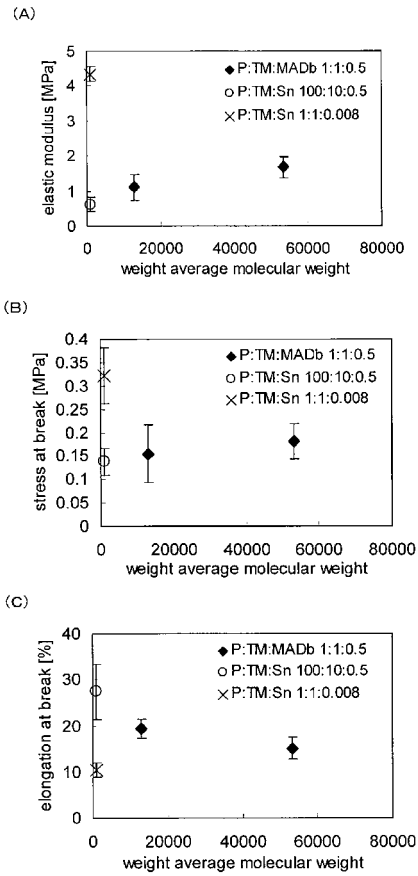 (A)
5
4
3
2
1
0
elastic modulus [MPa]
◆ P:TM:MADb 1:1:0.5
○ P:TM:Sn 100:10:0.5
× P:TM:Sn 1:1:0.008
0 20000 40000 60000 80000
weight average molecular weight
(B)
0.4
0.35
0.3
0.25
0.2
0.15
0.1
0.05
0
stress at break [MPa]
◆ P:TM:MADb 1:1:0.5
○ P:TM:Sn 100:10:0.5
× P:TM:Sn 1:1:0.008
0 20000 40000 60000 80000
weight average molecular weight
(C)
40
30
20
10
0
elongation at break [%]
◆ P:TM:MADb 1:1:0.5
○ P:TM:Sn 100:10:0.5
× P:TM:Sn 1:1:0.008
0 20000 40000 60000 80000
weight average molecular weight